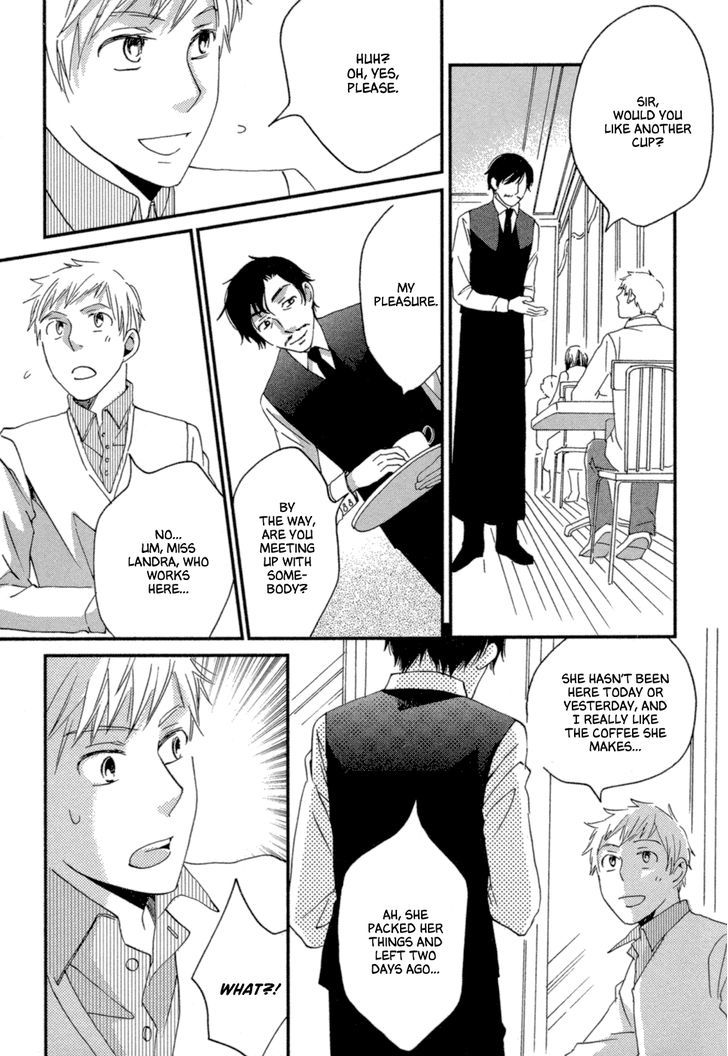 SIR,
WOULD YOU
LIKE ANOTHER
CUP?
HUH?
OH, YES,
PLEASE.
MY
PLEASURE.
BY
THE WAY,
ARE YOU
MEETING
UP WITH
SOME-
BODY?
NO...
UM, MISS
LANDRA, WHO
WORKS
HERE...
SHE HASN'T BEEN
HERE TODAY OR
YESTERDAY, AND
I REALLY LIKE
THE COFFEE SHE
MAKES...
AH, SHE
PACKED HER
THINGS AND
LEFT TWO
DAYS AGO...
WHAT?!